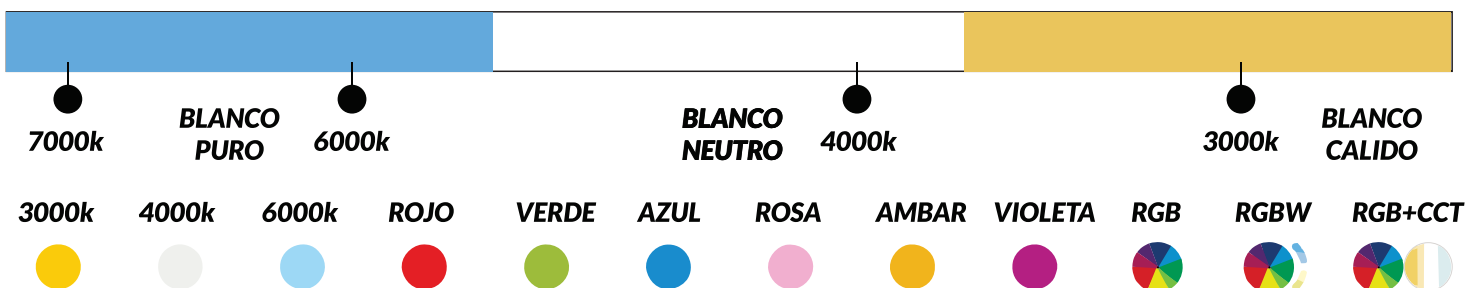 BLANCO PURO
7000k 6000k
BLANCO NEUTRO
4000k
3000k
BLANCO CALIDO
3000k 4000k 6000k ROJO VERDE AZUL ROSA AMBAR VIOLETA RGB RGBW RGB+CCT